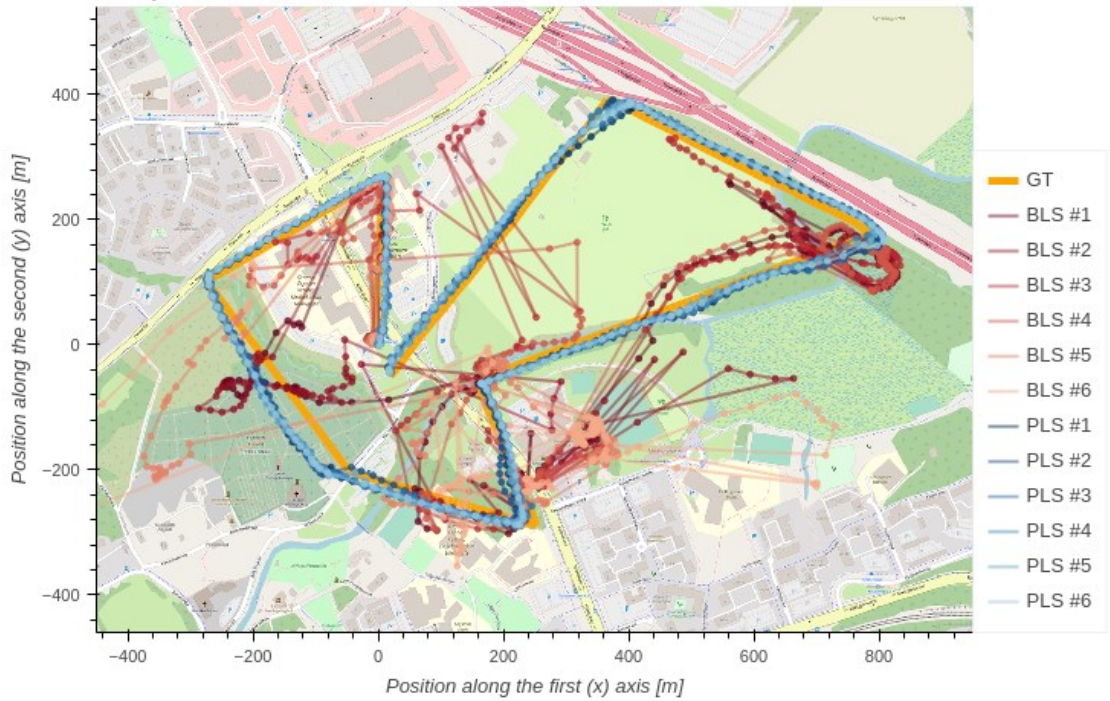 400
200
0
−200
−400
−400
−200
0
200
400
600
800
Position along the second (y) axis [m]
Position along the first (x) axis [m]
GT
BLS #1
BLS #2
BLS #3
BLS #4
BLS #5
BLS #6
PLS #1
PLS #2
PLS #3
PLS #4
PLS #5
PLS #6